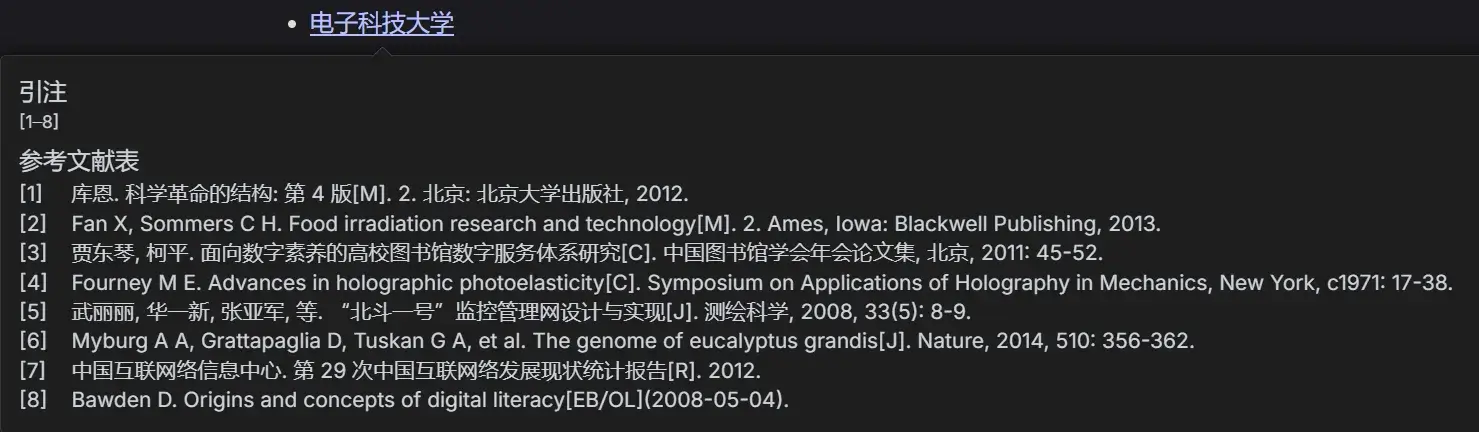 • 电子科技大学
引注
[1–8]
参考文献表
[1] 库恩. 科学革命的结构: 第 4 版[M]. 2. 北京: 北京大学出版社, 2012.
[2] Fan X, Sommers C H. Food irradiation research and technology[M]. 2. Ames, Iowa: Blackwell Publishing, 2013.
[3] 贾东琴, 柯平. 面向数字素养的高校图书馆数字服务体系研究[C]. 中国图书馆学会年会论文集, 北京, 2011: 45-52.
[4] Fourney M E. Advances in holographic photoelasticity[C]. Symposium on Applications of Holography in Mechanics, New York, c1971: 17-38.
[5] 武丽丽, 华一新, 张亚军, 等. “北斗一号”监控管理网设计与实现[J]. 测绘科学, 2008, 33(5): 8-9.
[6] Myburg A A, Grattapaglia D, Tuskan G A, et al. The genome of eucalyptus grandis[J]. Nature, 2014, 510: 356-362.
[7] 中国互联网络信息中心. 第 29 次中国互联网络发展现状统计报告[R]. 2012.
[8] Bawden D. Origins and concepts of digital literacy[EB/OL](2008-05-04).